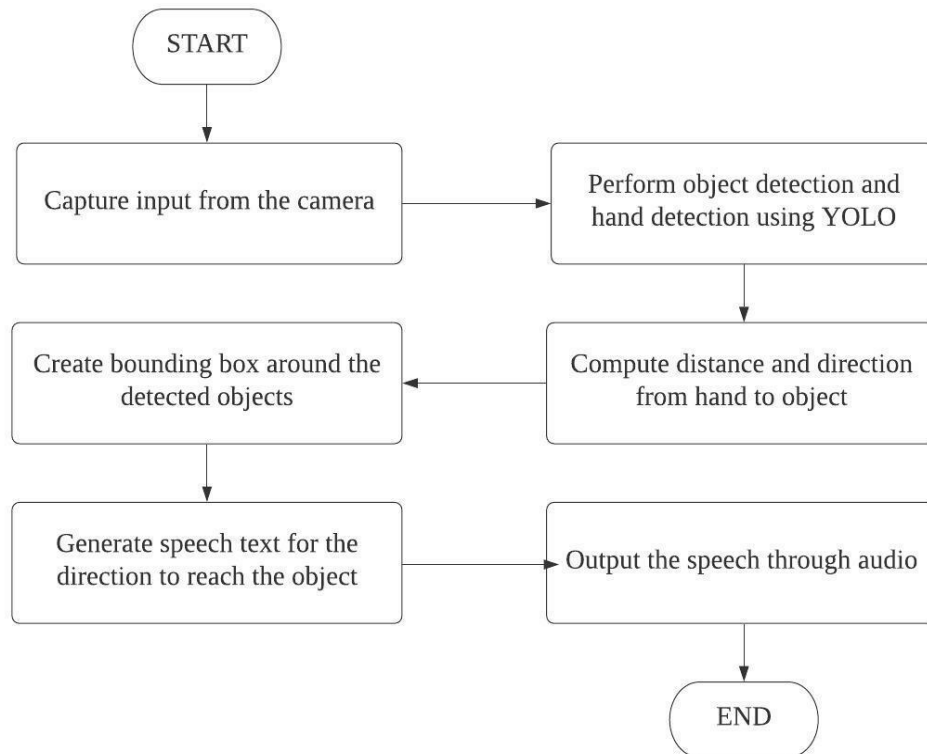 START
Capture input from the camera
Perform object detection and
hand detection using YOLO
Compute distance and direction
from hand to object
Create bounding box around the
detected objects
Generate speech text for the
direction to reach the object
Output the speech through audio
END